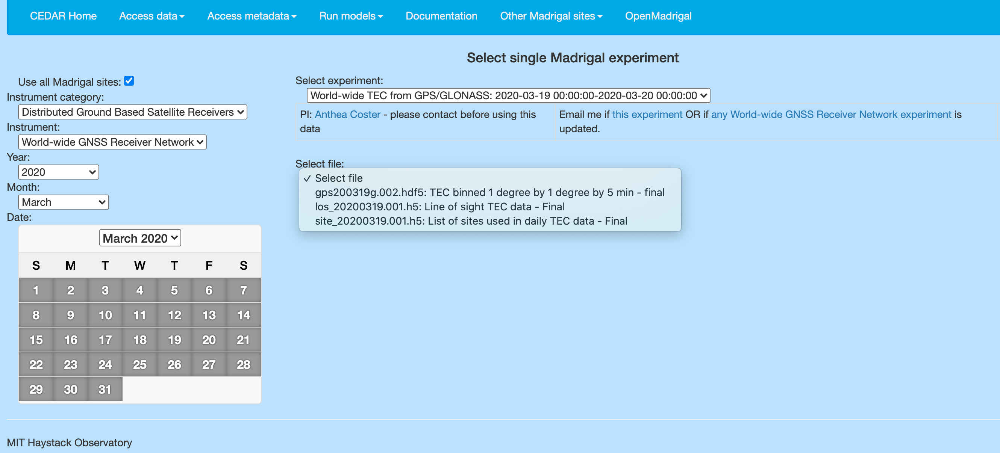 CEDAR Home Access data Access metadata Run models Documentation Other Madrigal sites OpenMadrigal
Select single Madrigal experiment
Use all Madrigal sites:
Instrument category:
Distributed Ground Based Satellite Receivers
Instrument:
World-wide GNSS Receiver Network
Year:
2020
Month:
March
Date:
March 2020
S M T W T F S
1 2 3 4 5 6 7
8 9 10 11 12 13 14
15 16 17 18 19 20 21
22 23 24 25 26 27 28
29 30 31
Select experiment:
World-wide TEC from GPS/GLONASS: 2020-03-19 00:00:00-2020-03-20 00:00:00
PI: Anthea Coster - please contact before using this
data
Email me if this experiment OR if any World-wide GNSS Receiver Network experiment is
updated.
Select file:
✓ Select file
gps200319g.002.hdf5: TEC binned 1 degree by 1 degree by 5 min - final
los_20200319.001.h5: Line of sight TEC data - Final
site_20200319.001.h5: List of sites used in daily TEC data - Final
MIT Haystack Observatory